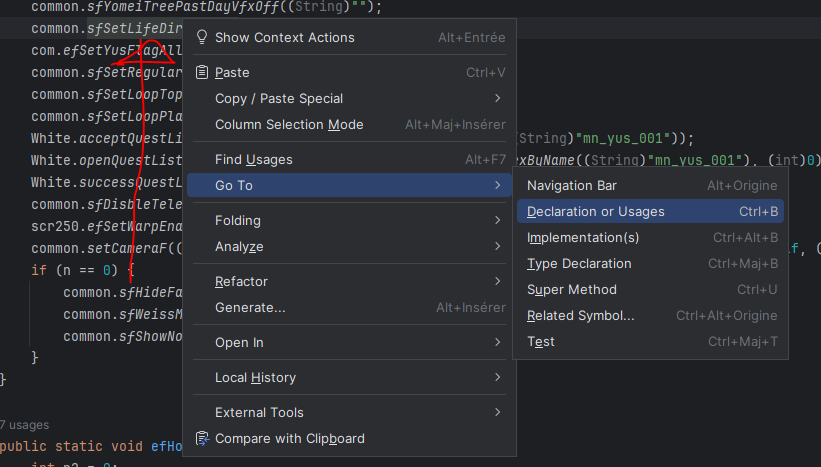 common.sfYomeiTreePastDayVfxOff((String)"");
common.sfSetLifeDir
com.efSetYusFlagAll
common.sfSetRegular
common.sfSetLoopTop
common.sfSetLoopPla
White.acceptQuestLi
White.openQuestList
White.successQuestL
common.sfDisbleTele
scr250.efSetWarpEna
common.setCameraF((
if (n == 0) {
common.sfHideFa
common.sfWeissM
common.sfShowNo
}
}
7 usages
public static void efHo
int n2 = 0;
Show Context Actions Alt+Entrée
Paste Ctrl+V
Copy / Paste Special
Column Selection Mode Alt+Maj+Insérer
Find Usages Alt+F7
Go To
Folding
Analyze
Refactor
Generate... Alt+Insérer
Open In
Local History
External Tools
Compare with Clipboard
(String)"mn_yus_001"));
exByName((String)"mn_yus_001"), (int)0)
Navigation Bar Alt+Origine
Declaration or Usages Ctrl+B
Implementation(s) Ctrl+Alt+B
Type Declaration Ctrl+Maj+B
Super Method Ctrl+U
Related Symbol... Ctrl+Alt+Origine
Test Ctrl+Maj+T
lf, (